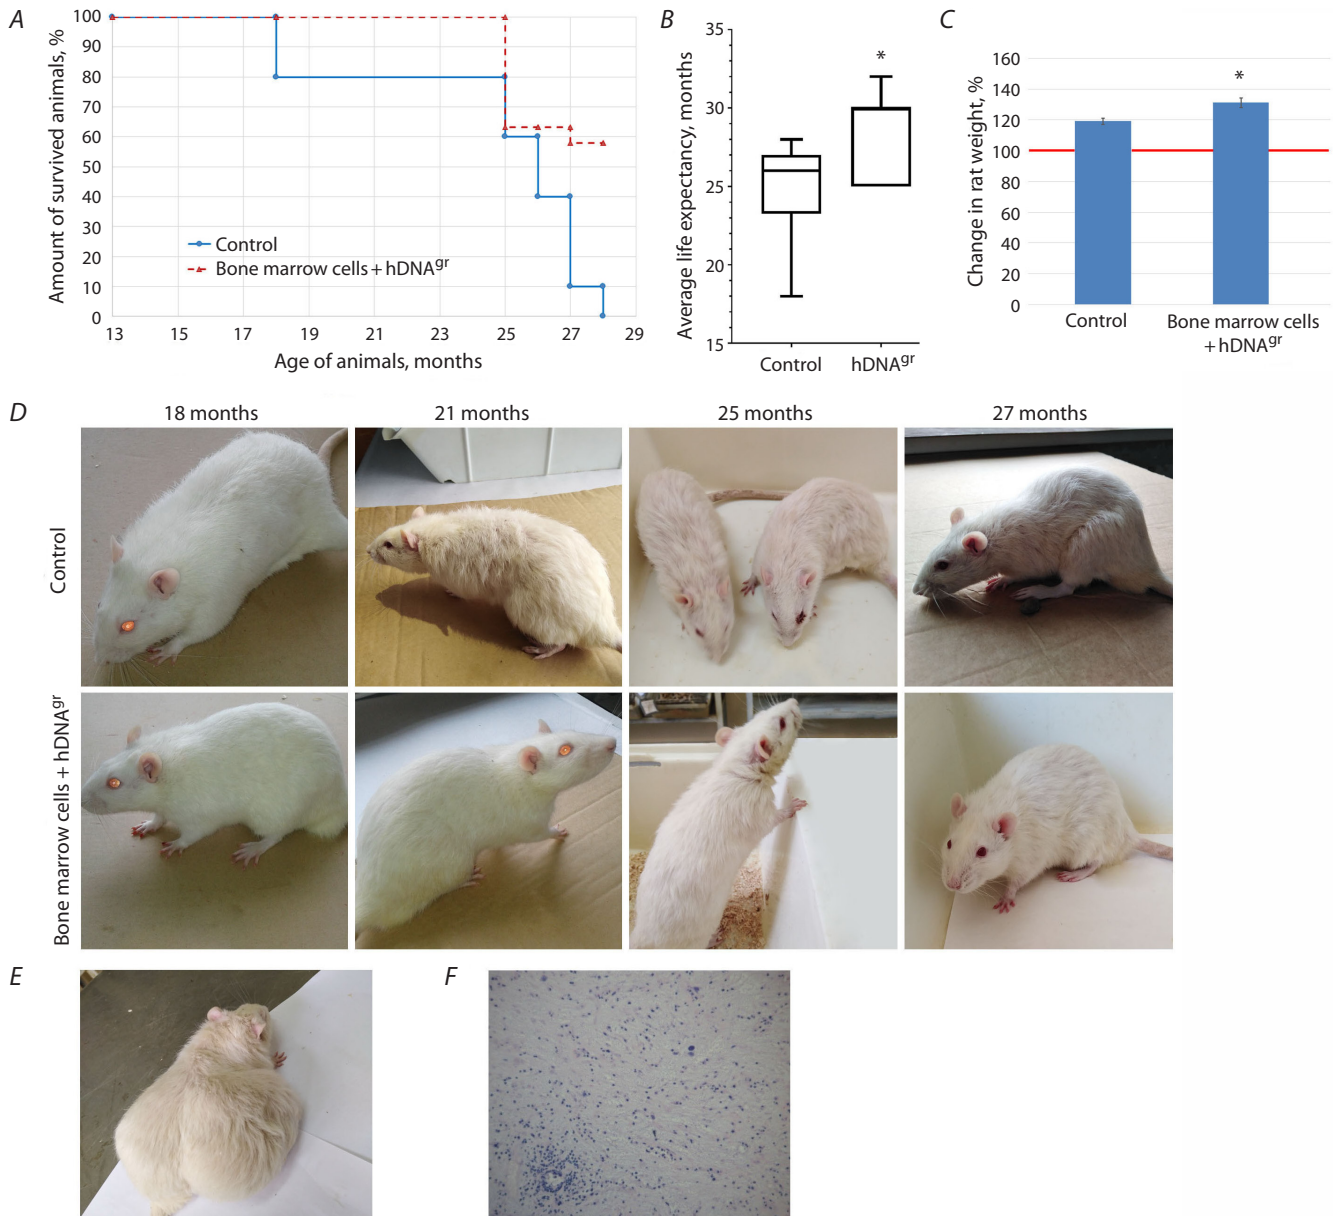 A
Amount of survived animals, %
100
90
80
70
60
50
40
30
20
10
0
13 15 17 19 21 23 25 27 29
Age of animals, months
Control
Bone marrow cells + hDNAgr
B
Average life expectancy, months
35
30
25
20
15
*
Control hDNAgr
C
Change in rat weight, %
160
140
120
100
80
60
40
20
0
*
Control
Bone marrow cells
+ hDNAgr
D
18 months 21 months 25 months 27 months
Control
Bone marrow cells + hDNAgr
E
F